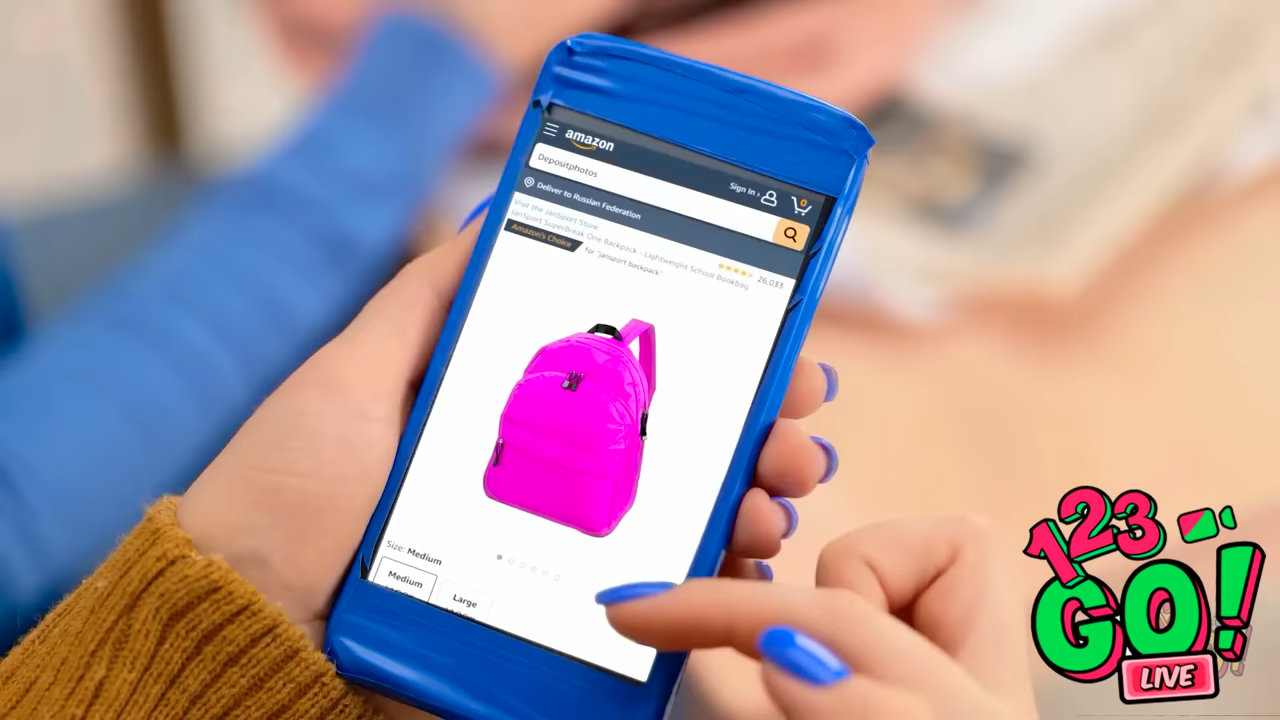 amazon
Depositphotos
Sign in ›
0
Deliver to Russian Federation
Visit the JanSport Store
JanSport SuperBreak One Backpack - Lightweight School Bookbag
26,033
Amazon's Choice
for "jansport backpack"
Size: Medium
Medium
Large
123
GO!
LIVE